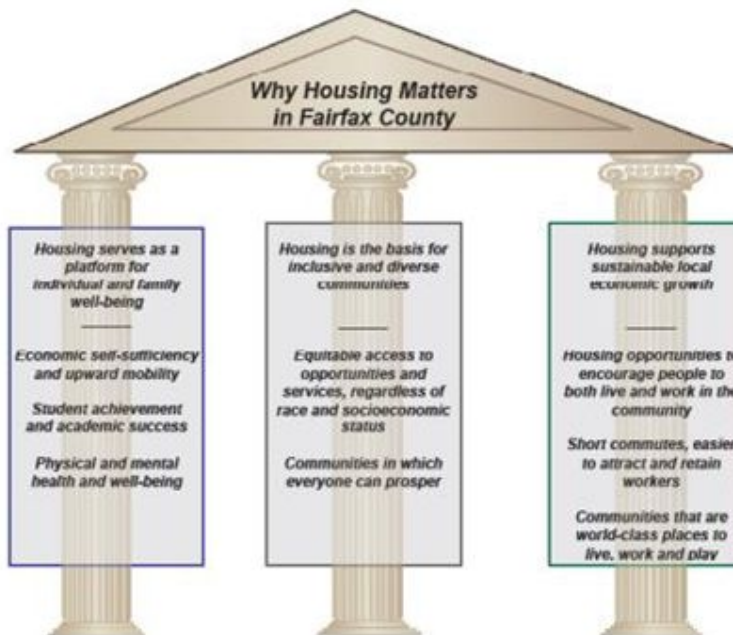 Why Housing Matters
in Fairfax County
Housing serves as a
platform for
individual and family
well-being
Economic self-sufficiency
and upward mobility
Student achievement
and academic success
Physical and mental
health and well-being
Housing is the basis for
inclusive and diverse
communities
Equitable access to
opportunities and
services, regardless of
race and socioeconomic
status
Communities in which
everyone can prosper
Housing supports
sustainable local
economic growth
Housing opportunities to
encourage people to
both live and work in the
community
Short commutes, easier
to attract and retain
workers
Communities that are
world-class places to
live, work and play